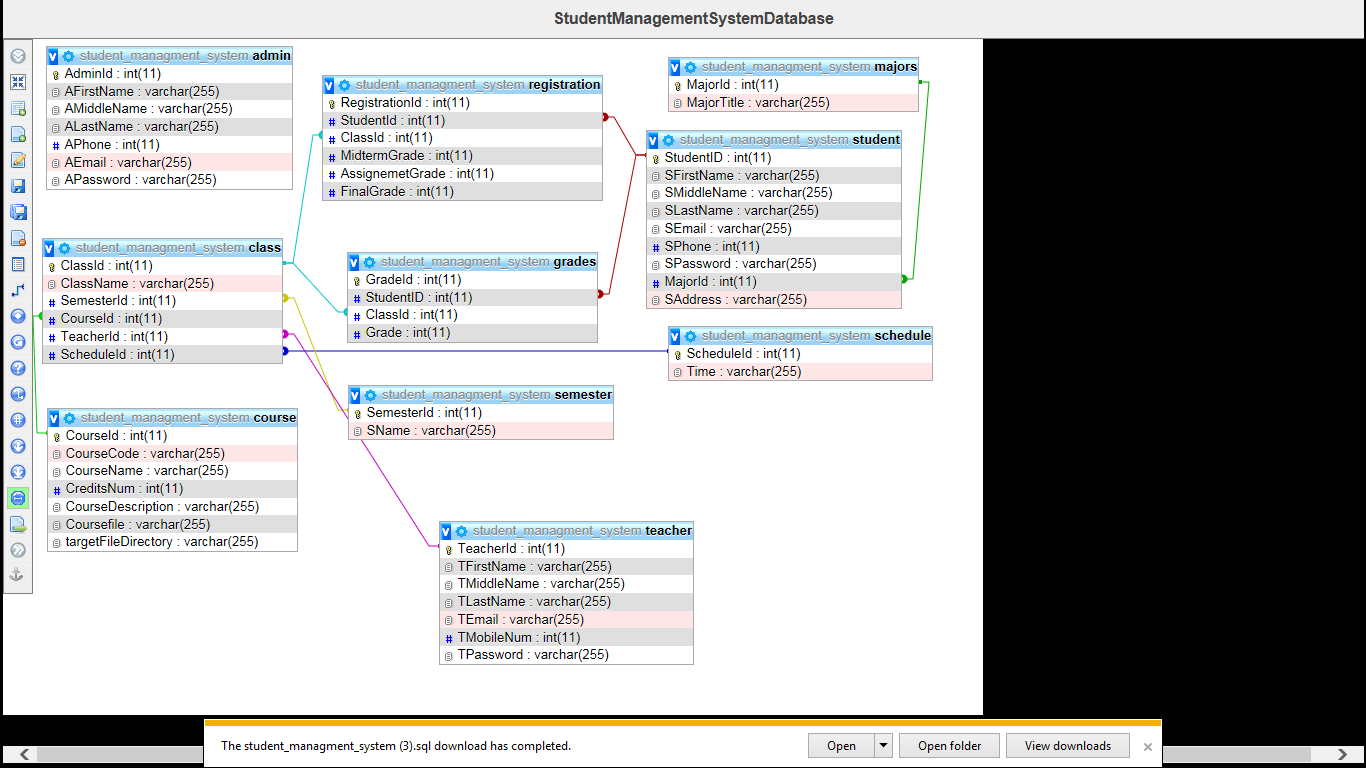 StudentManagementSystemDatabase
student_managment_system admin
AdminId : int(11)
AFirstName : varchar(255)
AMiddleName : varchar(255)
ALastName : varchar(255)
APhone : int(11)
AEmail : varchar(255)
APassword : varchar(255)
student_managment_system registration
RegistrationId : int(11)
StudentId : int(11)
ClassId : int(11)
MidtermGrade : int(11)
AssignemetGrade : int(11)
FinalGrade : int(11)
student_managment_system majors
MajorId : int(11)
MajorTitle : varchar(255)
student_managment_system student
StudentID : int(11)
SFirstName : varchar(255)
SMiddleName : varchar(255)
SLastName : varchar(255)
SEmail : varchar(255)
SPhone : int(11)
SPassword : varchar(255)
MajorId : int(11)
SAddress : varchar(255)
student_managment_system class
ClassId : int(11)
ClassName : varchar(255)
SemesterId : int(11)
CourseId : int(11)
TeacherId : int(11)
ScheduleId : int(11)
student_managment_system grades
GradeId : int(11)
StudentID : int(11)
ClassId : int(11)
Grade : int(11)
student_managment_system schedule
ScheduleId : int(11)
Time : varchar(255)
student_managment_system semester
SemesterId : int(11)
SName : varchar(255)
student_managment_system course
CourseId : int(11)
CourseCode : varchar(255)
CourseName : varchar(255)
CreditsNum : int(11)
CourseDescription : varchar(255)
Coursefile : varchar(255)
targetFileDirectory : varchar(255)
student_managment_system teacher
TeacherId : int(11)
TFirstName : varchar(255)
TMiddleName : varchar(255)
TLastName : varchar(255)
TEmail : varchar(255)
TMobileNum : int(11)
TPassword : varchar(255)
The student_managment_system (3).sql download has completed.
Open
Open folder
View downloads